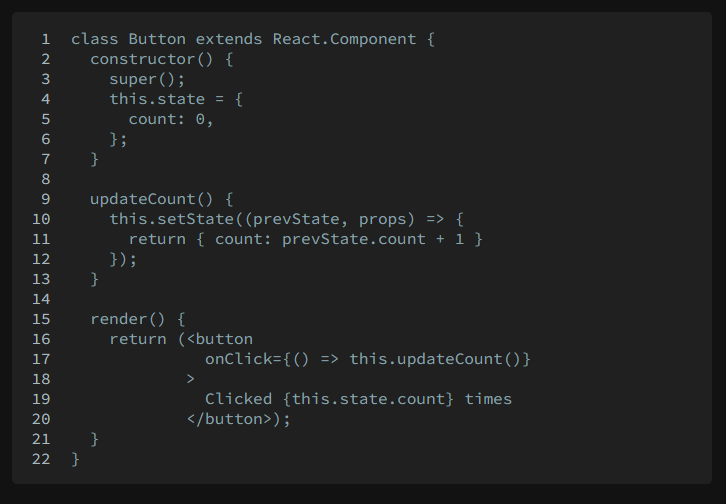 1 class Button extends React.Component {
2   constructor() {
3     super();
4     this.state = {
5       count: 0,
6     };
7   }
8
9   updateCount() {
10     this.setState((prevState, props) => {
11       return { count: prevState.count + 1 }
12     });
13   }
14
15   render() {
16     return (<button
17               onClick={() => this.updateCount()}
18             >
19               Clicked {this.state.count} times
20             </button>);
21   }
22 }